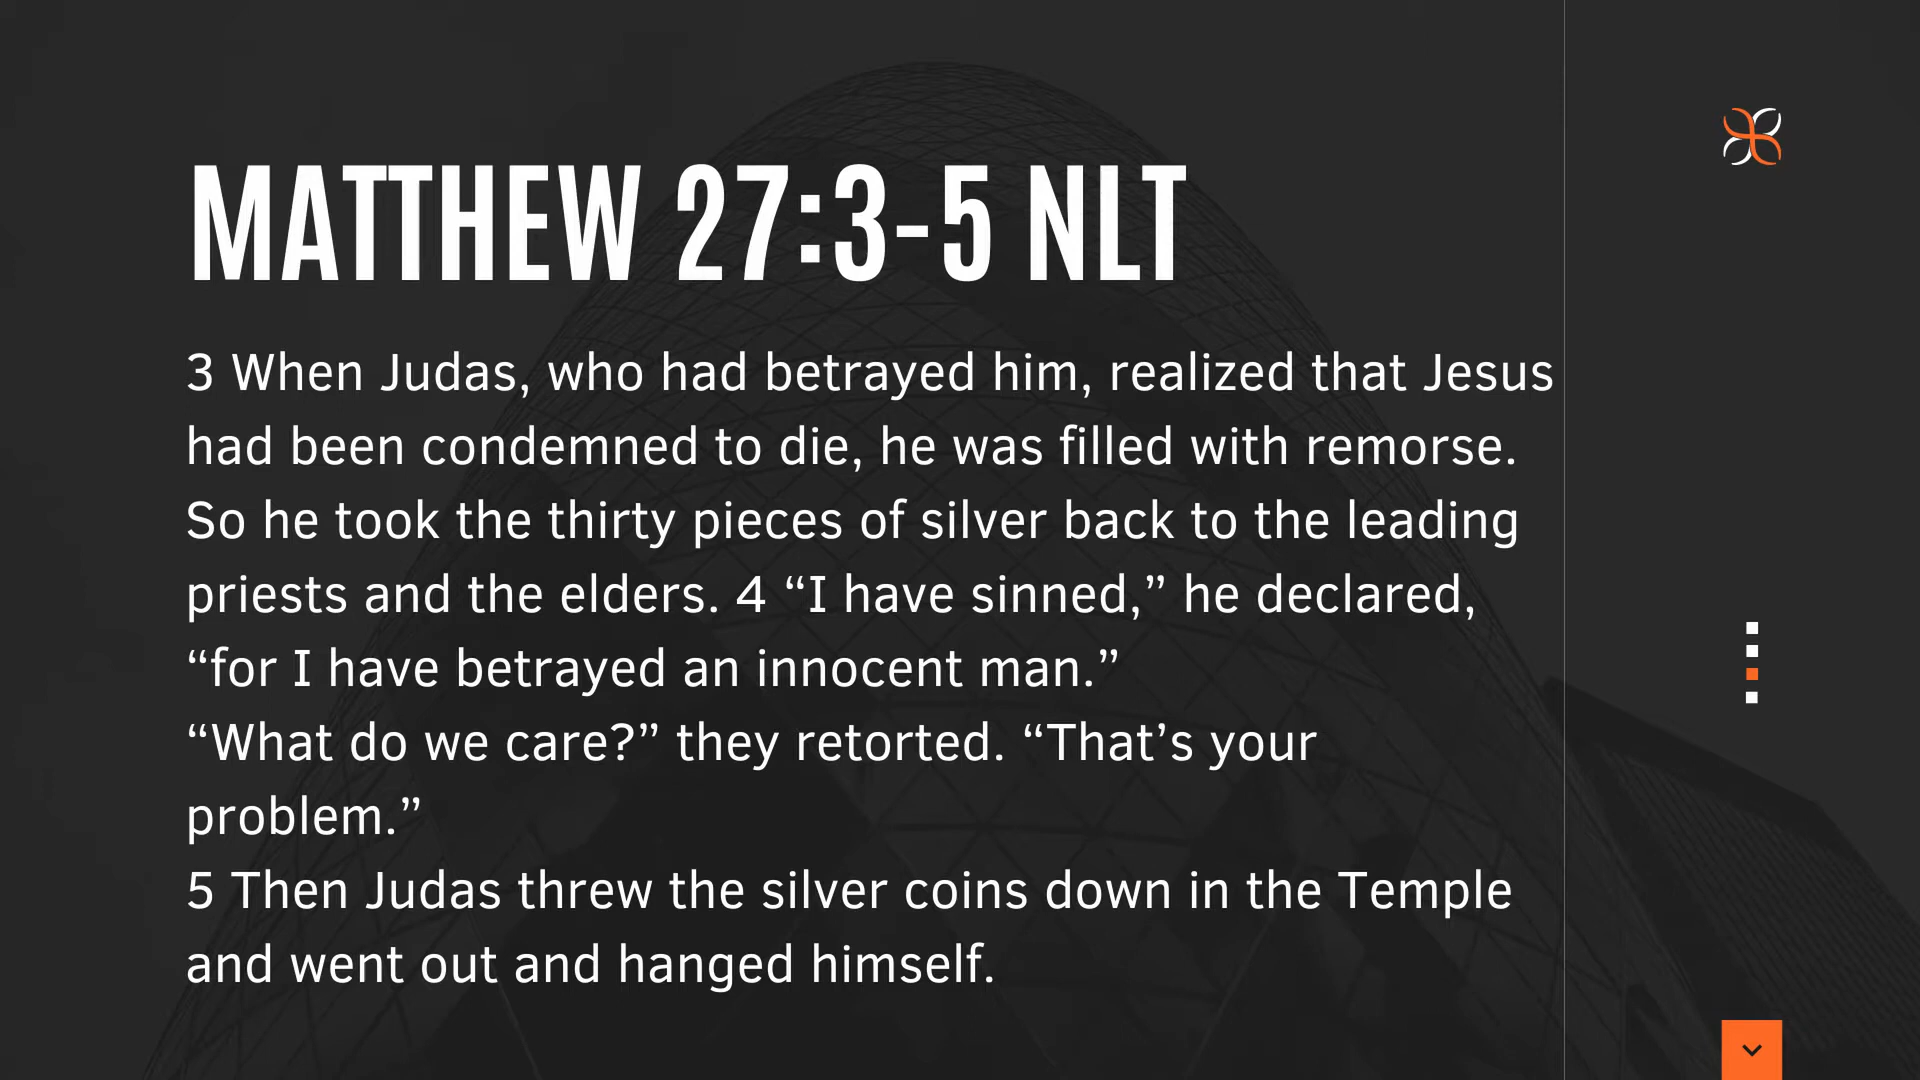 MATTHEW 27:3-5 NLT
3 When Judas, who had betrayed him, realized that Jesus
had been condemned to die, he was filled with remorse.
So he took the thirty pieces of silver back to the leading
priests and the elders. 4 “I have sinned,” he declared,
“for I have betrayed an innocent man.”
“What do we care?” they retorted. “That’s your
problem.”
5 Then Judas threw the silver coins down in the Temple
and went out and hanged himself.